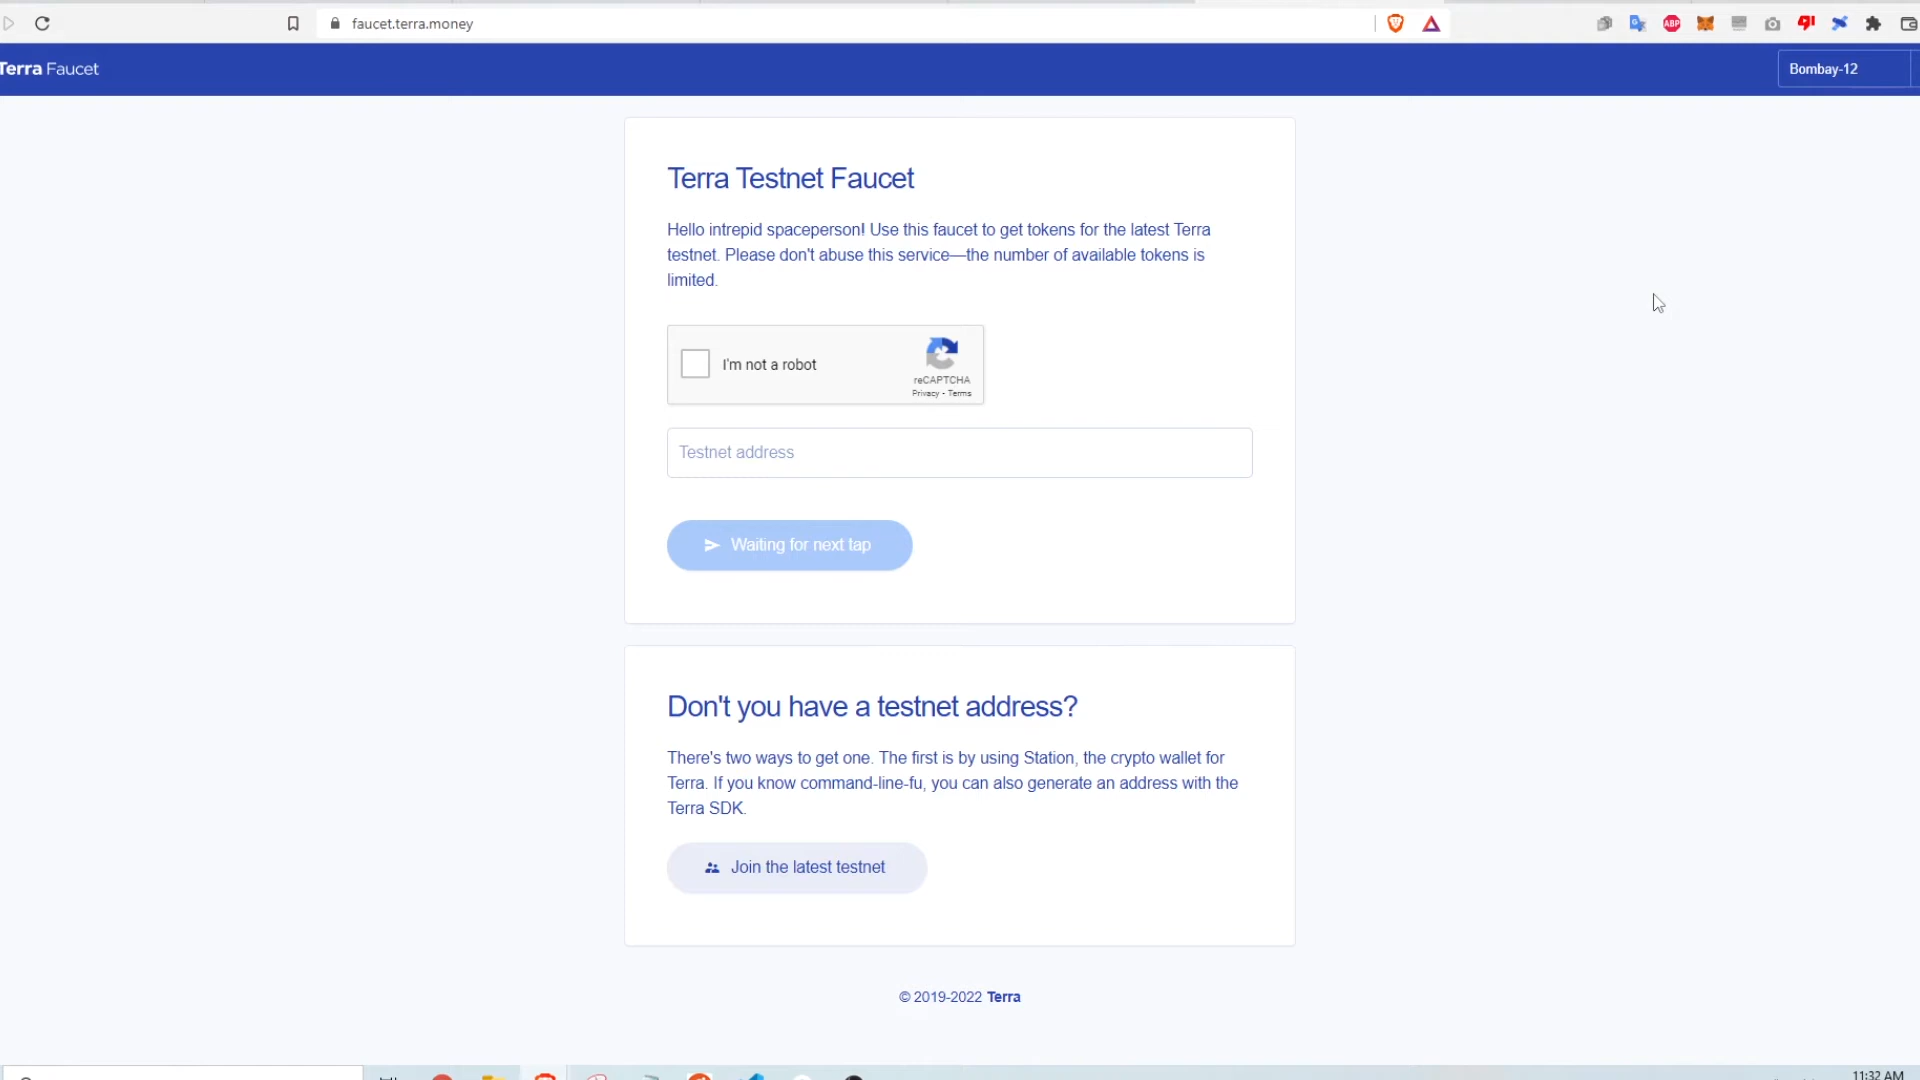 faucet.terra.money
ABP
Terra Faucet
Bombay-12
Terra Testnet Faucet
Hello intrepid spaceperson! Use this faucet to get tokens for the latest Terra
testnet. Please don't abuse this service—the number of available tokens is
limited.
I'm not a robot
reCAPTCHA
Privacy - Terms
Testnet address
Waiting for next tap
Don't you have a testnet address?
There's two ways to get one. The first is by using Station, the crypto wallet for
Terra. If you know command-line-fu, you can also generate an address with the
Terra SDK.
Join the latest testnet
© 2019-2022 Terra
11:32 AM